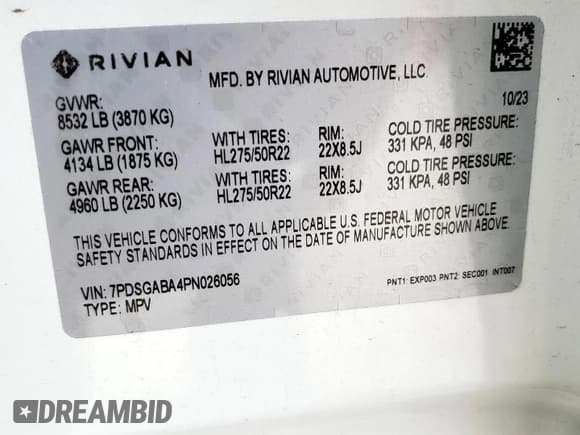 RIVIAN
MFD. BY RIVIAN AUTOMOTIVE, LLC
10/23
GVWR:
8532 LB (3870 KG)
GAWR FRONT: WITH TIRES: RIM: COLD TIRE PRESSURE:
4134 LB (1875 KG) HL275/50R22 22X8.5J 331 KPA, 48 PSI
GAWR REAR: WITH TIRES: RIM: COLD TIRE PRESSURE:
4960 LB (2250 KG) HL275/50R22 22X8.5J 331 KPA, 48 PSI
THIS VEHICLE CONFORMS TO ALL APPLICABLE U.S. FEDERAL MOTOR VEHICLE
SAFETY STANDARDS IN EFFECT ON THE DATE OF MANUFACTURE SHOWN ABOVE.
VIN: 7PDSGABA4PN026056
TYPE: MPV
PNT1: EXP003 PNT2: SEC001 INT007
DREAMBID